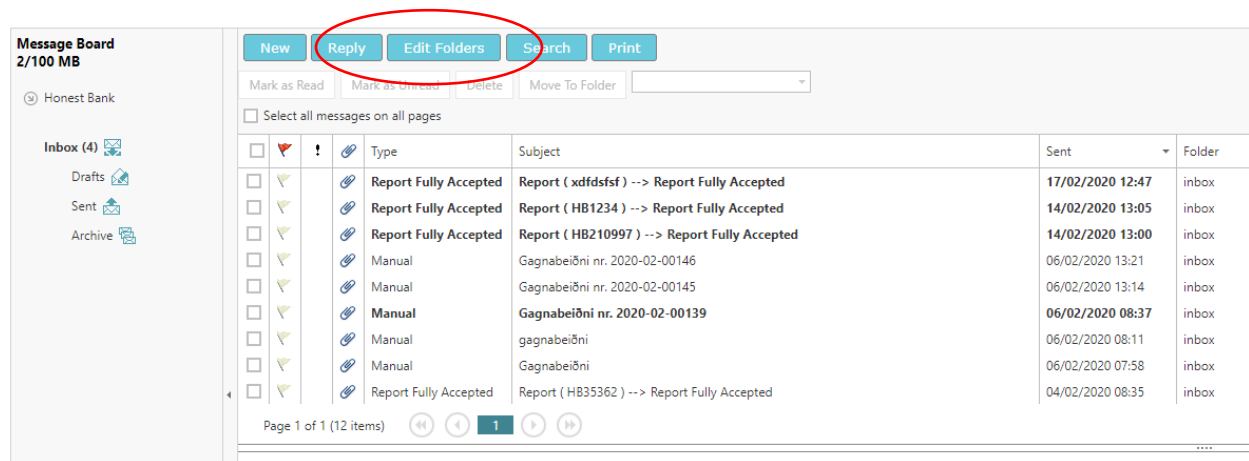 Message Board
2/100 MB
Honest Bank
Inbox (4)
Drafts
Sent
Archive
New Reply Edit Folders Search Print
Mark as Read Mark as Unread Delete Move To Folder
Select all messages on all pages
! Type Subject Sent Folder
Report Fully Accepted Report ( xdfdsfsf ) --> Report Fully Accepted 17/02/2020 12:47 inbox
Report Fully Accepted Report ( HB1234 ) --> Report Fully Accepted 14/02/2020 13:05 inbox
Report Fully Accepted Report ( HB210997 ) --> Report Fully Accepted 14/02/2020 13:00 inbox
Manual Gagnabeiðni nr. 2020-02-00146 06/02/2020 13:21 inbox
Manual Gagnabeiðni nr. 2020-02-00145 06/02/2020 13:14 inbox
Manual Gagnabeiðni nr. 2020-02-00139 06/02/2020 08:37 inbox
Manual gagnabeiðni 06/02/2020 08:11 inbox
Manual Gagnabeiðni 06/02/2020 07:58 inbox
Report Fully Accepted Report ( HB35362 ) --> Report Fully Accepted 04/02/2020 08:35 inbox
Page 1 of 1 (12 items) 1